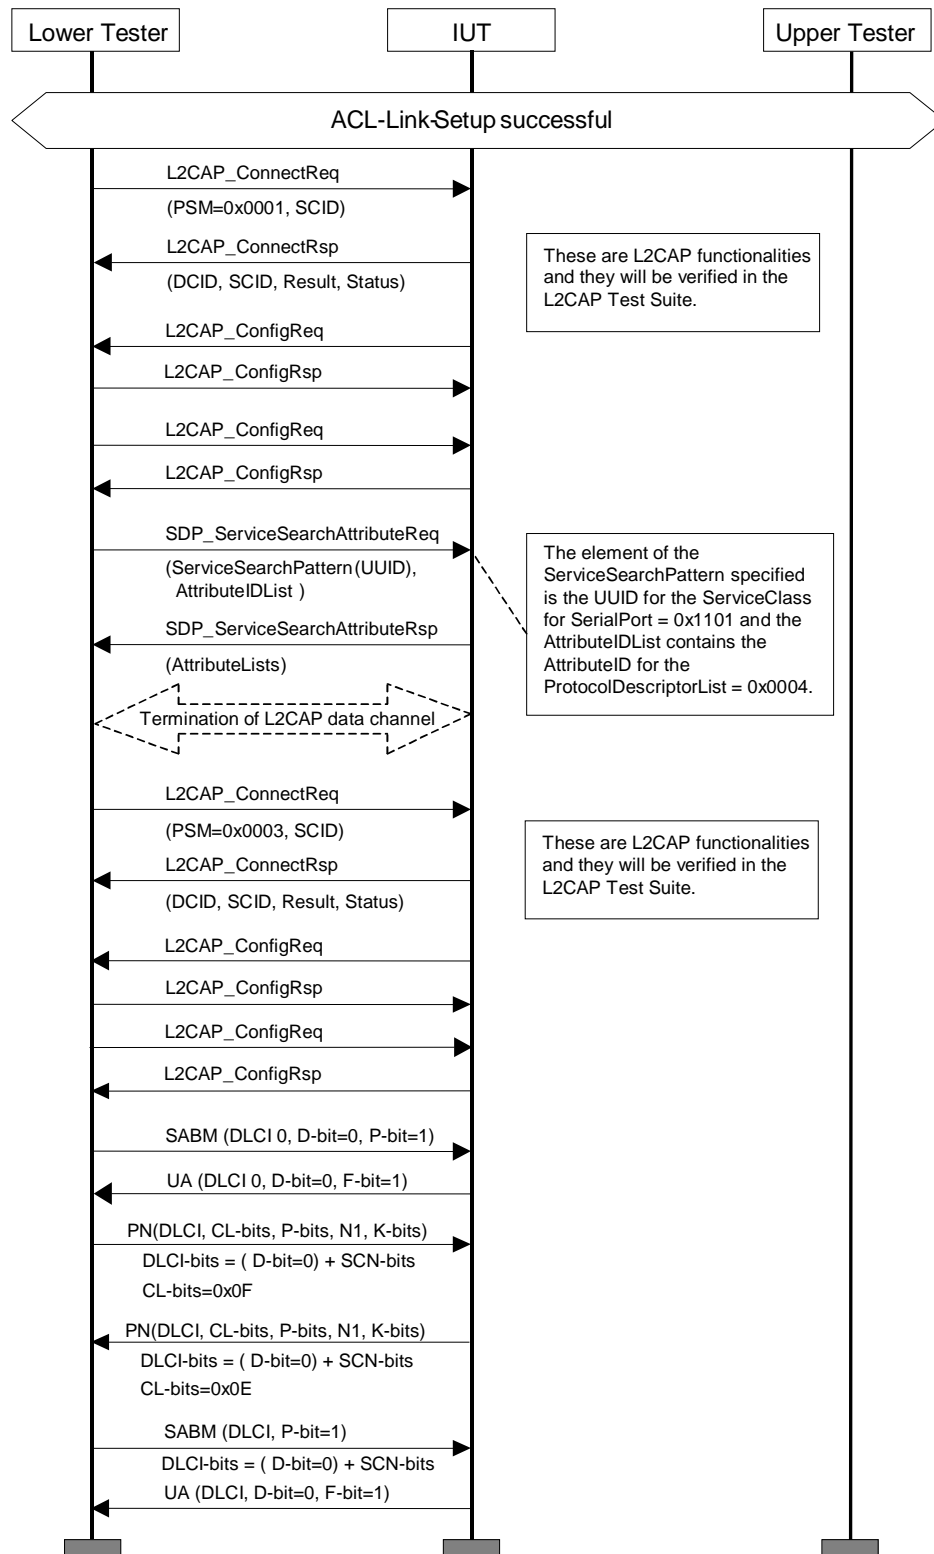 Lower Tester
IUT
Upper Tester
ACL-Link-Setup successful
L2CAP_ConnectReq
(PSM=0x0001, SCID)
L2CAP_ConnectRsp
(DCID, SCID, Result, Status)
These are L2CAP functionalities
and they will be verified in the
L2CAP Test Suite.
L2CAP_ConfigReq
L2CAP_ConfigRsp
L2CAP_ConfigReq
L2CAP_ConfigRsp
SDP_ServiceSearchAttributeReq
(ServiceSearchPattern(UUID),
AttributeIDList )
The element of the
ServiceSearchPattern specified
is the UUID for the ServiceClass
for SerialPort = 0x1101 and the
AttributeIDList contains the
AttributeID for the
ProtocolDescriptorList = 0x0004.
SDP_ServiceSearchAttributeRsp
(AttributeLists)
Termination of L2CAP data channel
L2CAP_ConnectReq
(PSM=0x0003, SCID)
L2CAP_ConnectRsp
(DCID, SCID, Result, Status)
These are L2CAP functionalities
and they will be verified in the
L2CAP Test Suite.
L2CAP_ConfigReq
L2CAP_ConfigRsp
L2CAP_ConfigReq
L2CAP_ConfigRsp
SABM (DLCI 0, D-bit=0, P-bit=1)
UA (DLCI 0, D-bit=0, F-bit=1)
PN(DLCI, CL-bits, P-bits, N1, K-bits)
DLCI-bits = ( D-bit=0) + SCN-bits
CL-bits=0x0F
PN(DLCI, CL-bits, P-bits, N1, K-bits)
DLCI-bits = ( D-bit=0) + SCN-bits
CL-bits=0x0E
SABM (DLCI, P-bit=1)
DLCI-bits = ( D-bit=0) + SCN-bits
UA (DLCI, D-bit=0, F-bit=1)